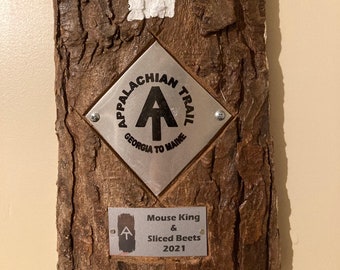 APPALACHIAN TRAIL
GEORGIA TO MAINE
Mouse King
&
Sliced Beets
2021